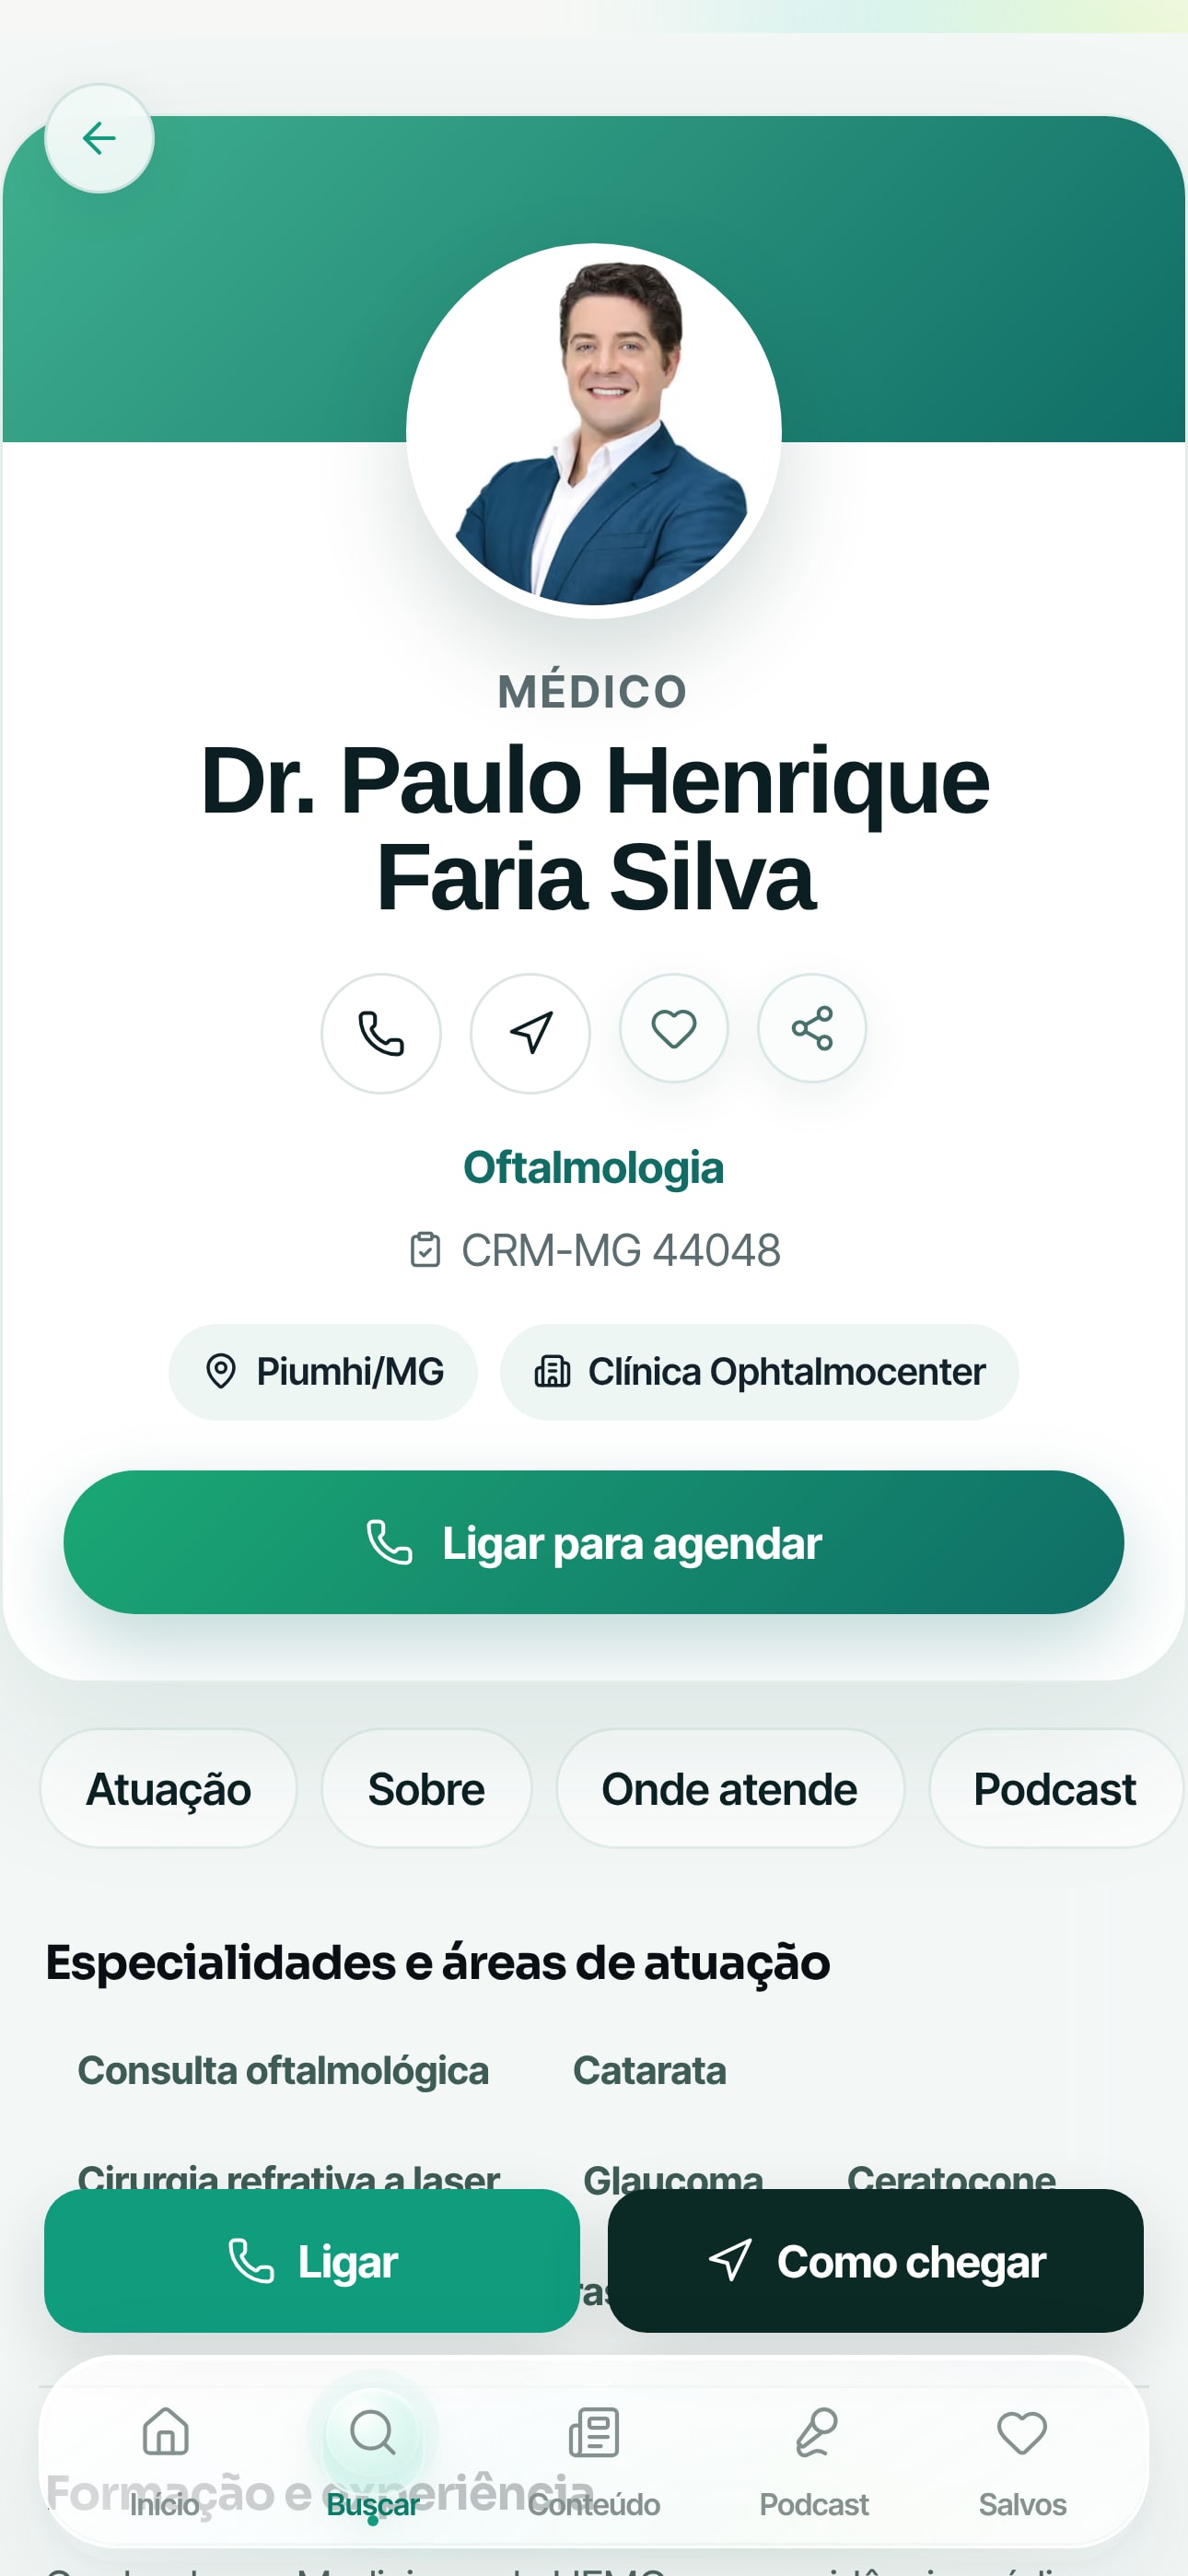 MÉDICO
Dr. Paulo Henrique
Faria Silva
Oftalmologia
CRM-MG 44048
Piumhi/MG
Clínica Ophtalmocenter
Ligar para agendar
Atuação
Sobre
Onde atende
Podcast
Especialidades e áreas de atuação
Consulta oftalmológica
Catarata
Cirurgia refrativa a laser
Glaucoma
Ceratocone
Ligar
Como chegar
Formação e experiência
Início
Buscar
Conteúdo
Podcast
Salvos